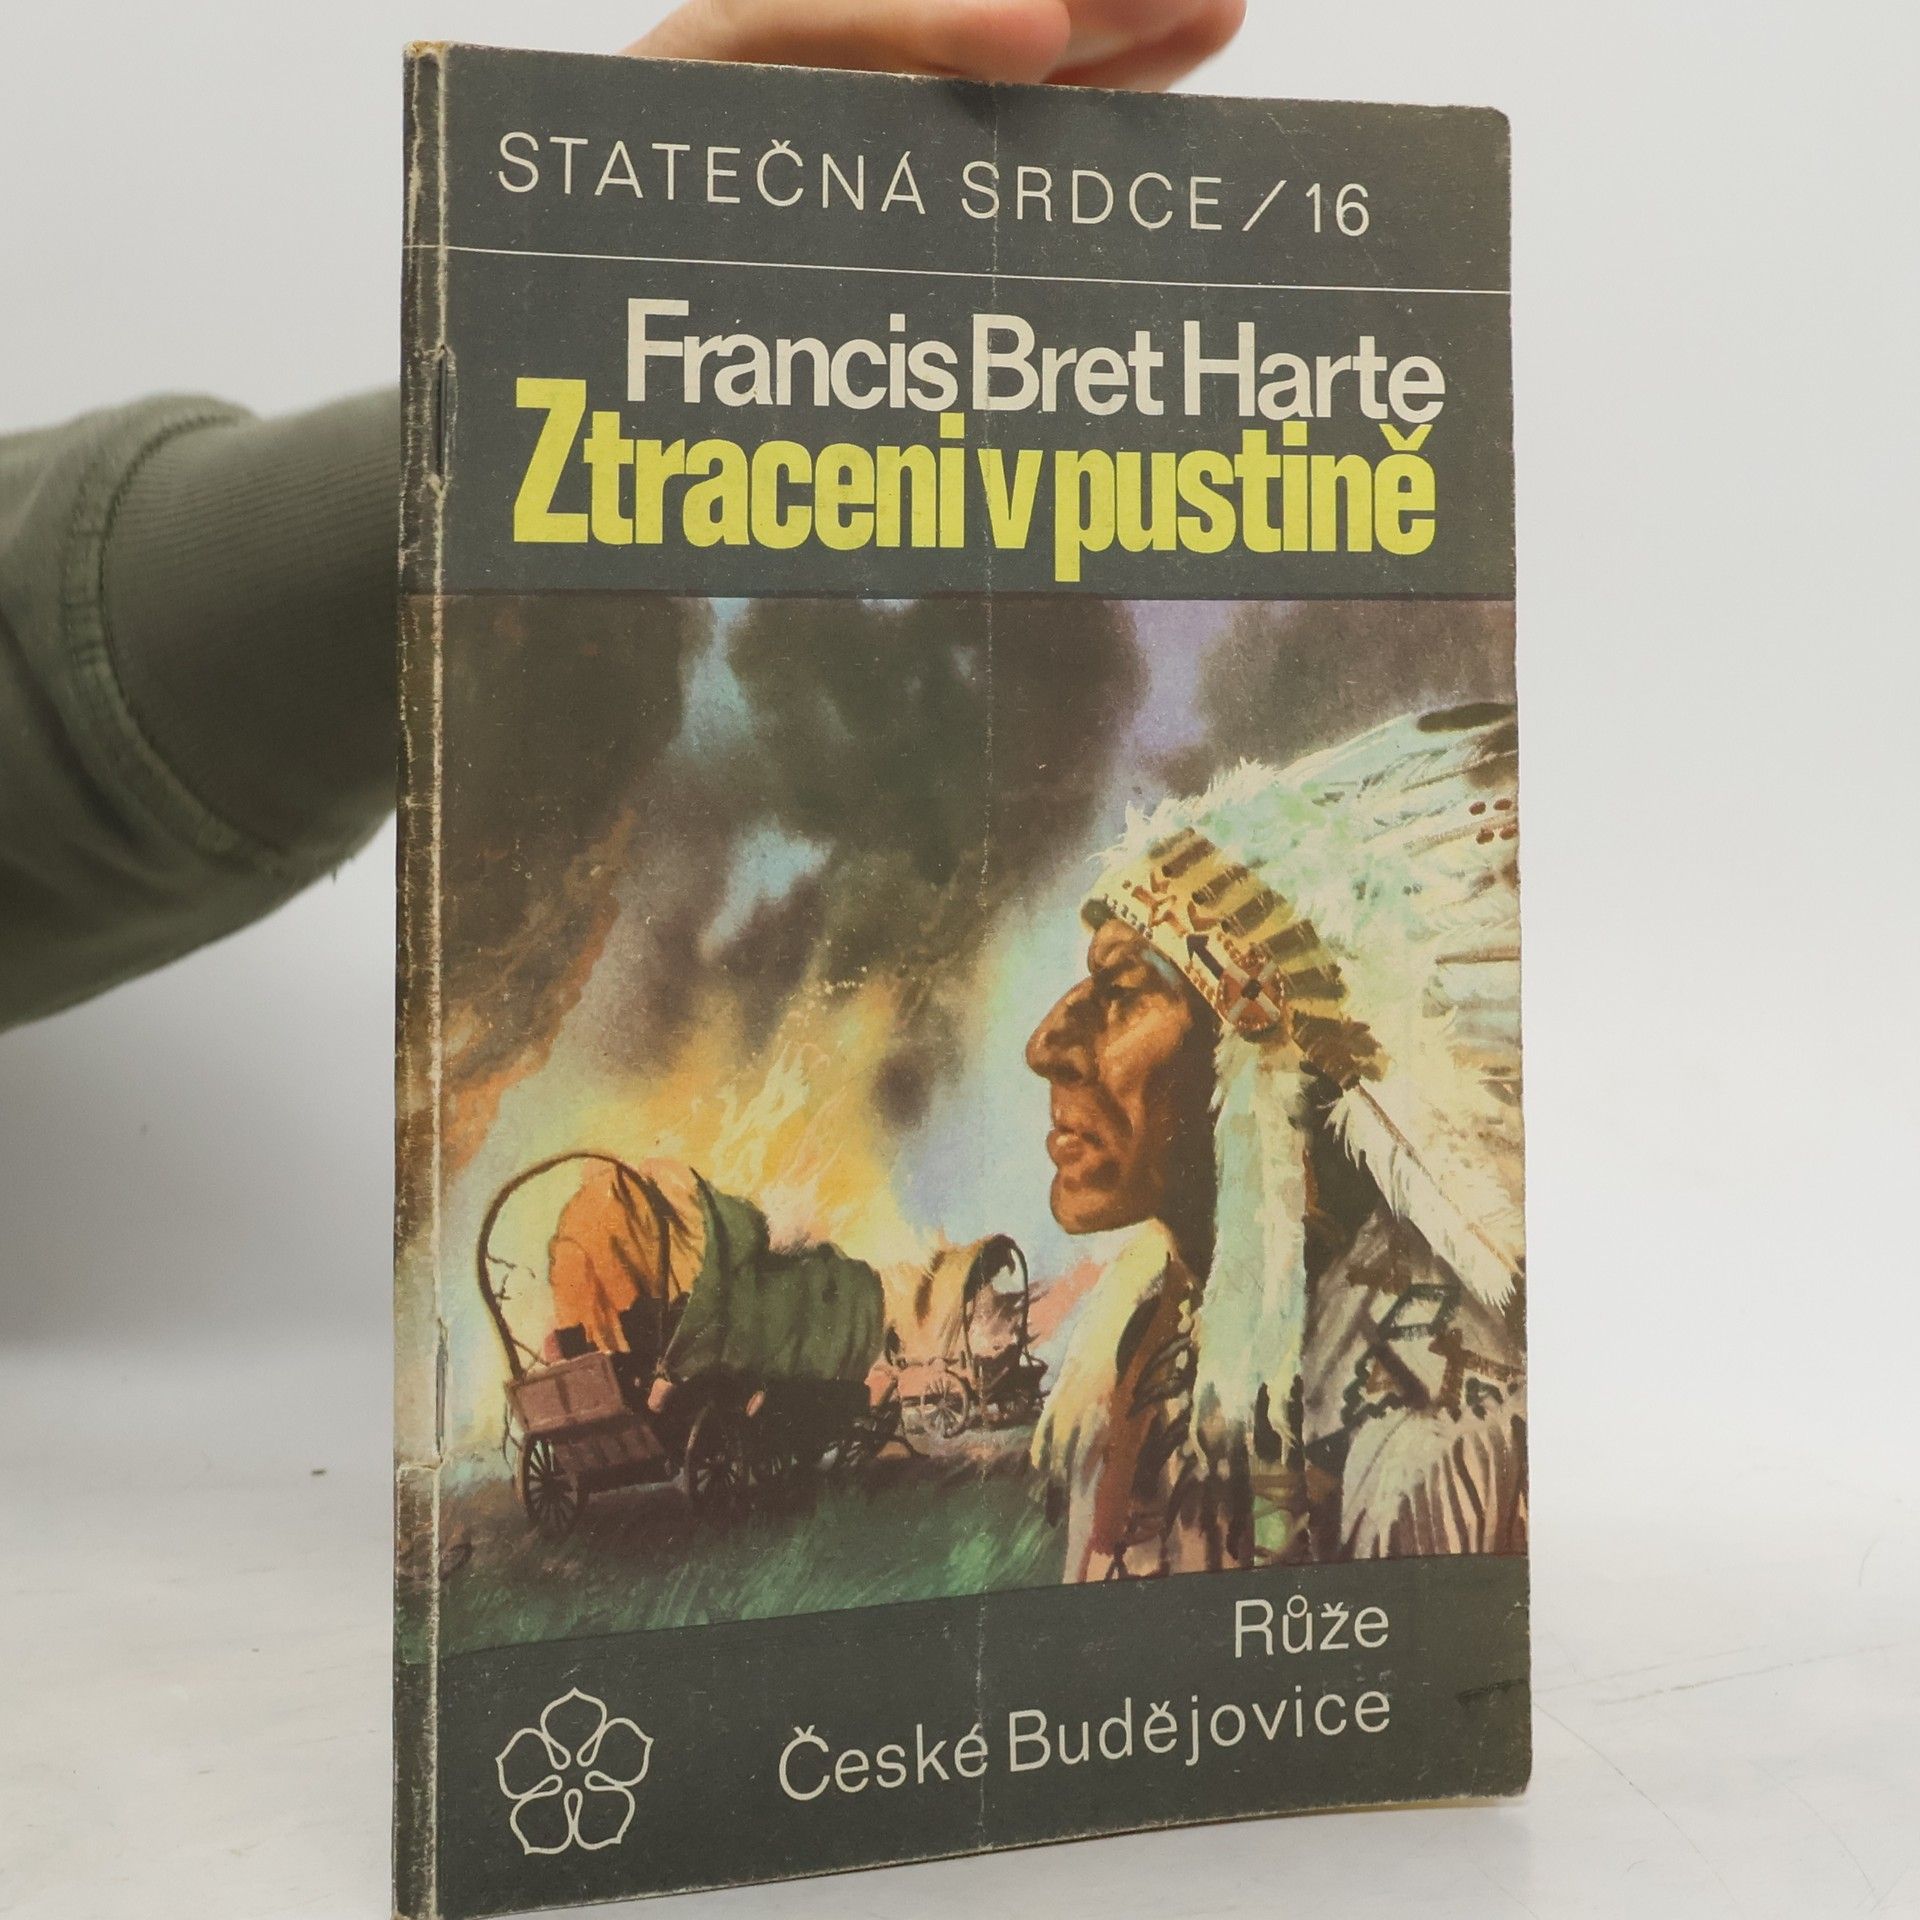 STATEČNÁ SRDCE/16
Francis Bret Harte
Ztraceni v pustině
Růže
České Budějovice